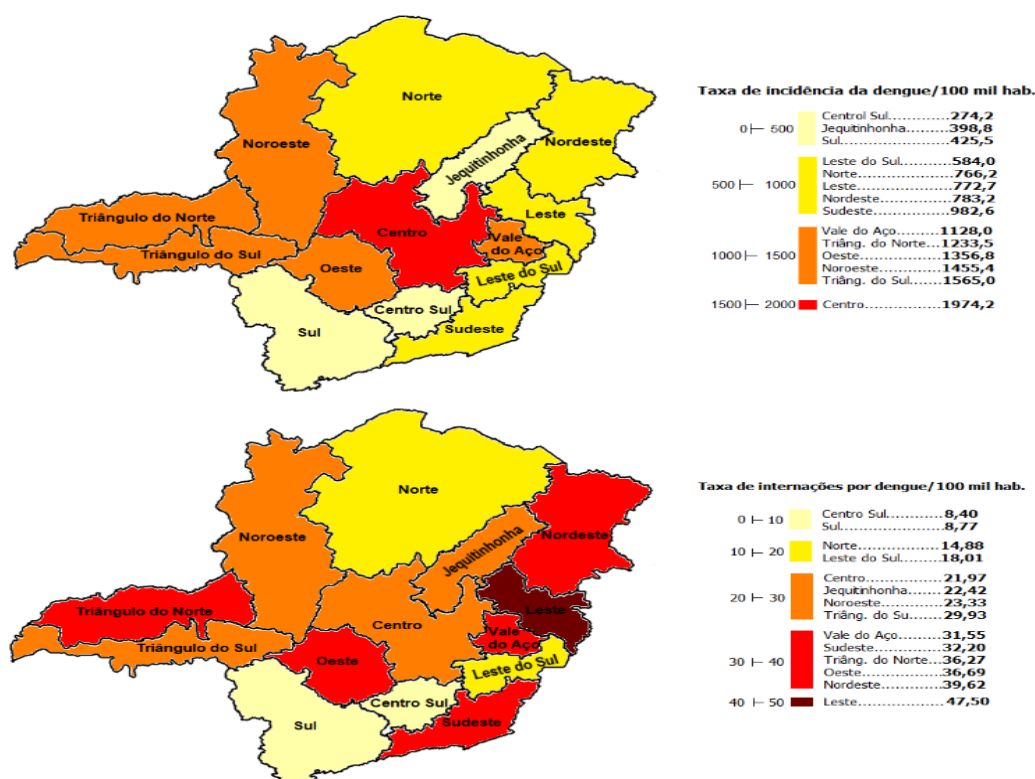 Norte
Noroeste
Nordeste
Jequitinhonha
Triângulo do Norte
Centro
Leste
Vale
do Aço
Triângulo do Sul
Oeste
Leste do Sul
Centro Sul
Sudeste
Sul
Taxa de incidência da dengue/100 mil hab.
0 500
Centrol Sul..............274,2
Jequitinhonha.........398,8
Sul..........................425,5
500 1000
Leste do Sul............584,0
Norte......................766,2
Leste......................772,7
Nordeste.................783,2
Sudeste..................982,6
1000 1500
Vale do Aço............1128,0
Triâng. do Norte....1233,5
Oeste.....................1356,8
Noroeste................1455,4
Triâng. do Sul........1565,0
1500 2000
Centro....................1974,2
Norte
Noroeste
Nordeste
Jequitinhonha
Triângulo do Norte
Leste
Centro
Vale
do Aço
Triângulo do Sul
Oeste
Leste do Sul
Centro Sul
Sudeste
Sul
Taxa de internações por dengue/100 mil hab.
0 10
Centro Sul..............8,40
Sul..........................8,77
10 20
Norte......................14,88
Leste do Sul............18,01
20 30
Centro....................21,97
Jequitinhonha.........22,42
Noroeste................23,33
Triâng. do Su.........29,93
30 40
Vale do Aço............31,55
Sudeste..................32,20
Triâng. do Norte.....36,27
Oeste.....................36,69
Nordeste................39,62
40 50
Leste......................47,50